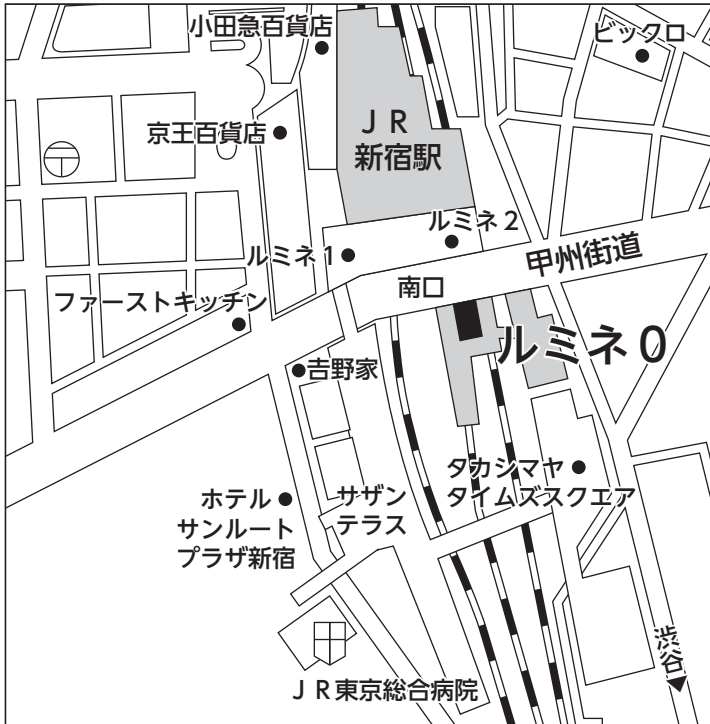 小田急百貨店
ビックロ
京王百貨店
ＪＲ
新宿駅
ルミネ２
ルミネ１
甲州街道
南口
ファーストキッチン
ルミネ０
吉野家
タカシマヤ
タイムズスクエア
ホテル
サンルート
プラザ新宿
サザン
テラス
渋谷
ＪＲ東京総合病院